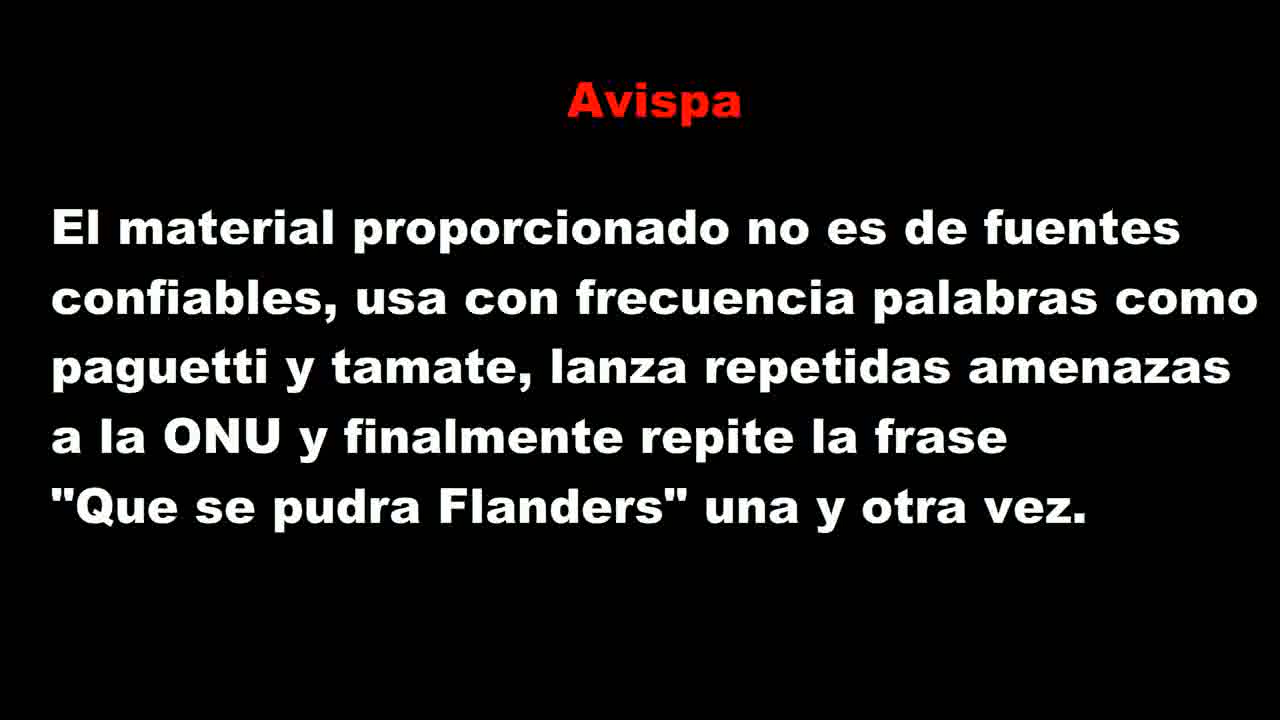 Avispa
El material proporcionado no es de fuentes
confiables, usa con frecuencia palabras como
paguetti y tamate, lanza repetidas amenazas
a la ONU y finalmente repite la frase
"Que se pudra Flanders" una y otra vez.